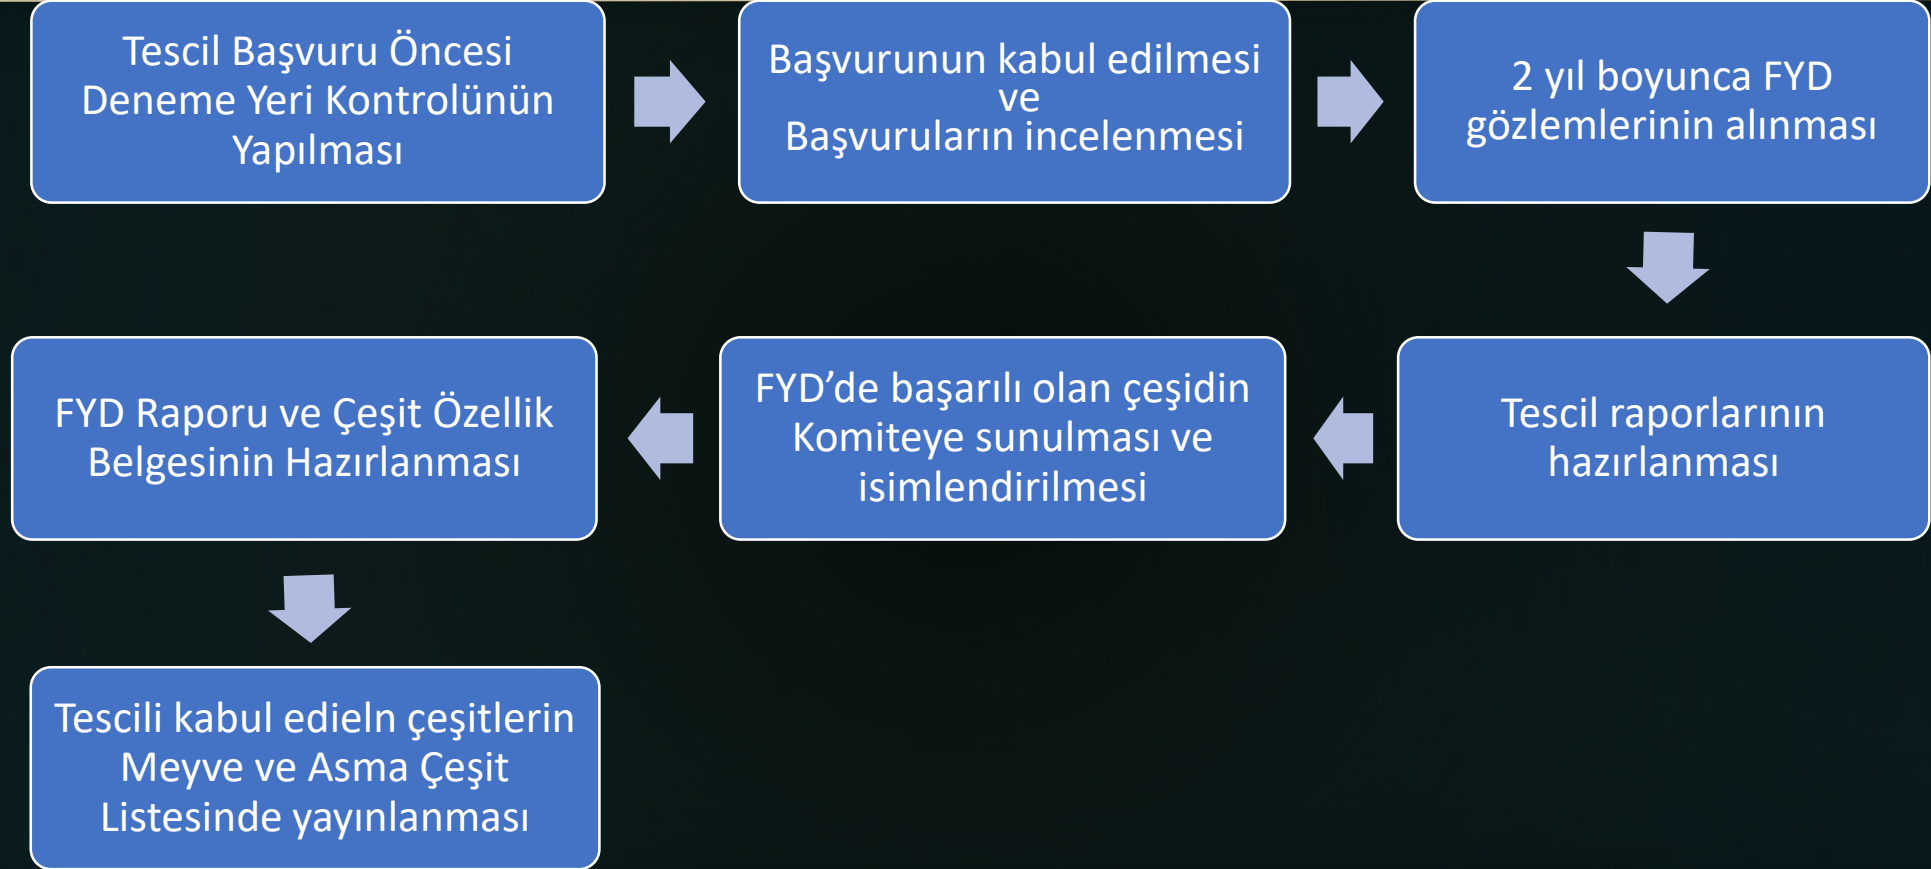 Tescil Başvuru Öncesi
Deneme Yeri Kontrolünün
Yapılması
Başvurunun kabul edilmesi
ve
Başvuruların incelenmesi
2 yıl boyunca FYD
gözlemlerinin alınması
Tescil raporlarının
hazırlanması
FYD’de başarılı olan çeşidin
Komiteye sunulması ve
isimlendirilmesi
FYD Raporu ve Çeşit Özellik
Belgesinin Hazırlanması
Tescili kabul edieln çeşitlerin
Meyve ve Asma Çeşit
Listesinde yayınlanması